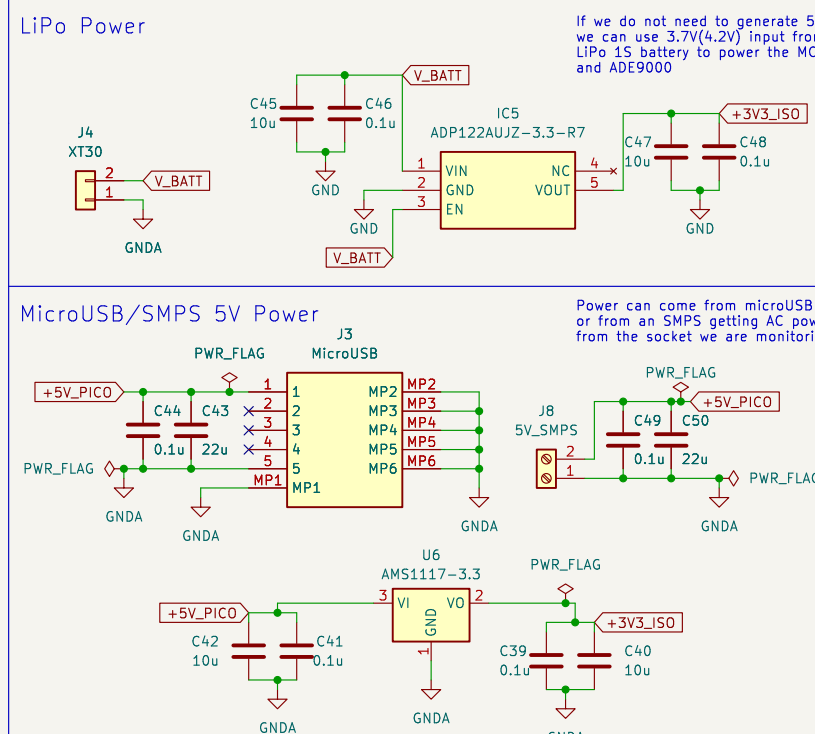 LiPo Power
If we do not need to generate 5
we can use 3.7V(4.2V) input fro
LiPo 1S battery to power the MC
and ADE9000
V_BATT
C45
10u
C46
0.1u
GND
IC5
ADP122AUJZ-3.3-R7
1 VIN
2 GND
3 EN
NC 4
VOUT 5
GND
V_BATT
+3V3_ISO
C47
10u
C48
0.1u
GND
J4
XT30
2
1
V_BATT
GNDA
MicroUSB/SMPS 5V Power
Power can come from microUSB
or from an SMPS getting AC pow
from the socket we are monitori
J3
MicroUSB
PWR_FLAG
+5V_PICO
C44
0.1u
C43
22u
PWR_FLAG
GNDA
1 1
2 2
3 3
4 4
5 5
MP1 MP1
MP2 MP2
MP3 MP3
MP4 MP4
MP5 MP5
MP6 MP6
GNDA
GNDA
J8
5V_SMPS
2
1
PWR_FLAG
+5V_PICO
C49
0.1u
C50
22u
PWR_FLAG
GNDA
U6
AMS1117-3.3
3 VI
VO 2
GND
1
GNDA
+5V_PICO
C42
10u
C41
0.1u
GNDA
PWR_FLAG
+3V3_ISO
C39
0.1u
C40
10u